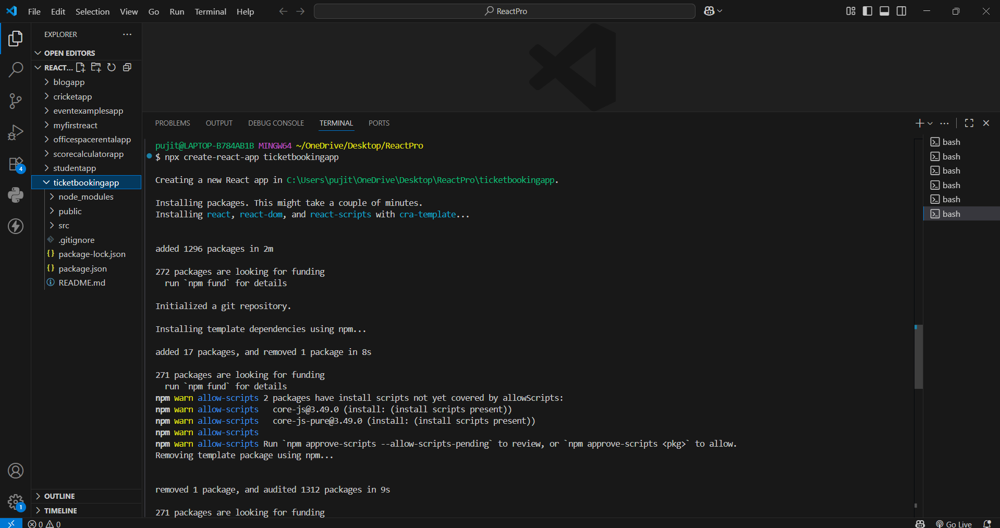 File Edit Selection View Go Run Terminal Help
ReactPro
EXPLORER
OPEN EDITORS
REACT...
blogapp
cricketapp
eventexamplesapp
myfirstreact
officespacerentalapp
scorecalculatorapp
studentapp
ticketbookingapp
node_modules
public
src
.gitignore
package-lock.json
package.json
README.md
OUTLINE
TIMELINE
4
1
PROBLEMS OUTPUT DEBUG CONSOLE TERMINAL PORTS
pujit@LAPTOP-B784AB1B MINGW64 ~/OneDrive/Desktop/ReactPro
$ npx create-react-app ticketbookingapp
Creating a new React app in C:\Users\pujit\OneDrive\Desktop\ReactPro\ticketbookingapp.
Installing packages. This might take a couple of minutes.
Installing react, react-dom, and react-scripts with cra-template...
added 1296 packages in 2m
272 packages are looking for funding
run `npm fund` for details
Initialized a git repository.
Installing template dependencies using npm...
added 17 packages, and removed 1 package in 8s
271 packages are looking for funding
run `npm fund` for details
npm warn allow-scripts 2 packages have install scripts not yet covered by allowScripts:
npm warn allow-scripts   core-js@3.49.0 (install: (install scripts present))
npm warn allow-scripts   core-js-pure@3.49.0 (install: (install scripts present))
npm warn allow-scripts
npm warn allow-scripts Run `npm approve-scripts --allow-scripts-pending` to review, or `npm approve-scripts <pkg>` to allow.
Removing template package using npm...
removed 1 package, and audited 1312 packages in 9s
271 packages are looking for funding
bash
bash
bash
bash
bash
bash
0 0
Go Live